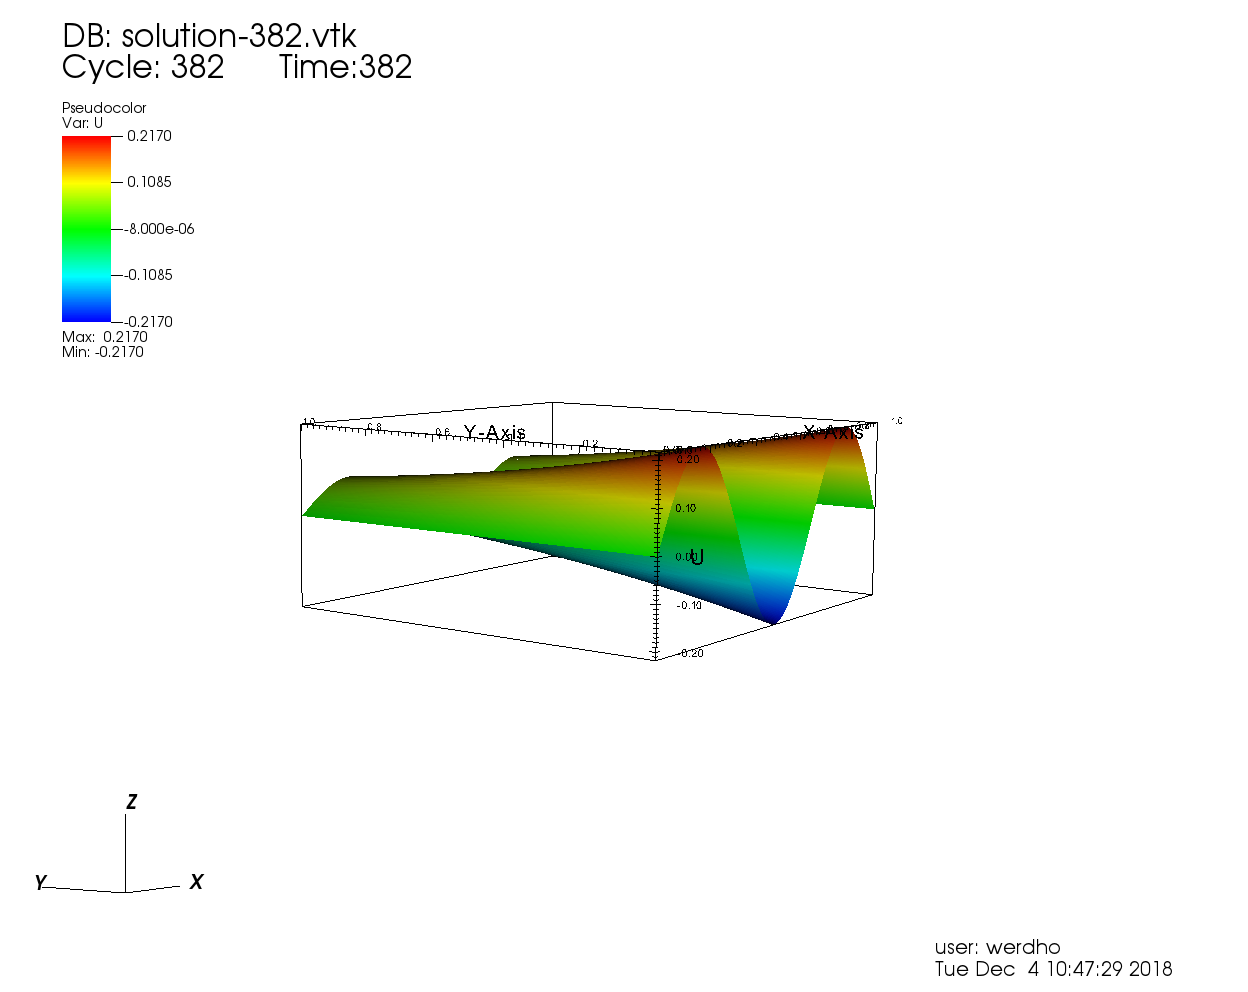 DB: solution-382.vtk
Cycle: 382 Time:382
Pseudocolor
Var: U
0.2170
0.1085
-8.000e-06
-0.1085
-0.2170
Max: 0.2170
Min: -0.2170
1.0
0.8
0.6
Y-Axis
0.2
0.2
X-Axis
1.0
0.20
0.10
0.00
U
-0.10
-0.20
Z
Y
X
user: werdho
Tue Dec 4 10:47:29 2018